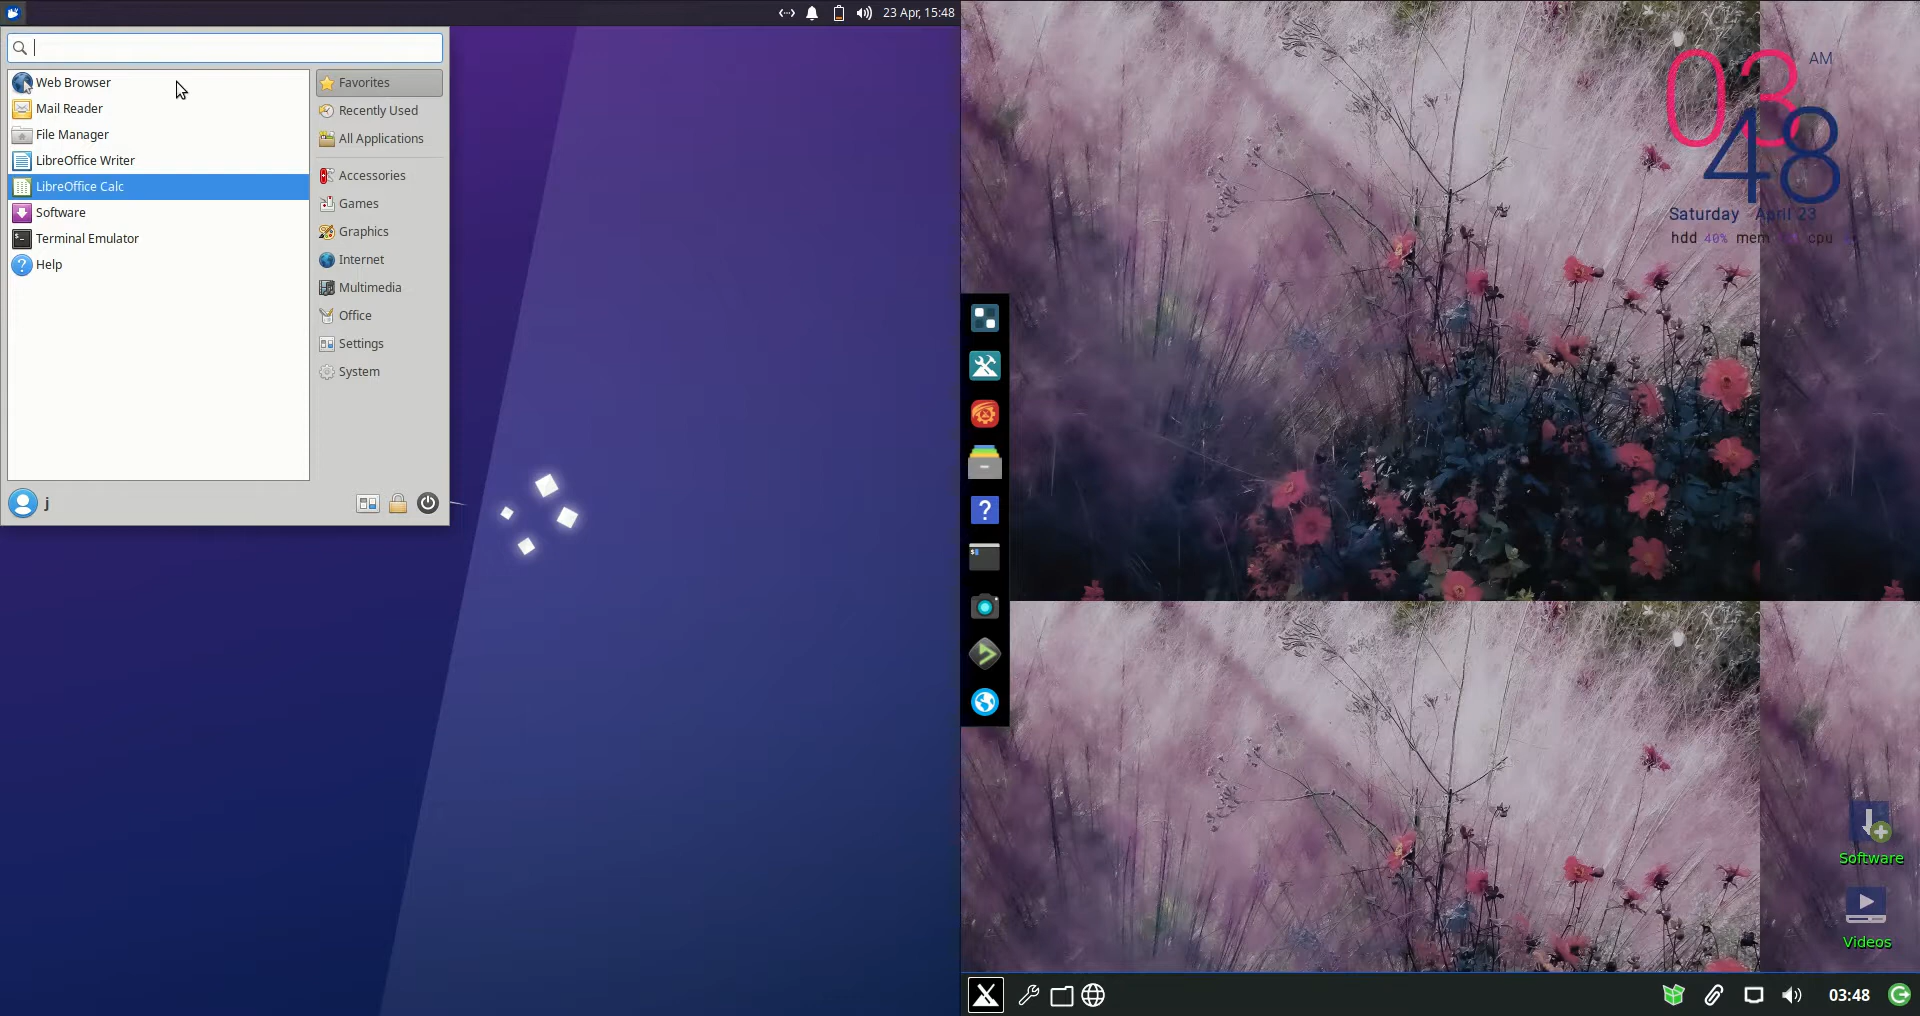 23 Apr, 15:48
Web Browser
Mail Reader
File Manager
LibreOffice Writer
LibreOffice Calc
Software
Terminal Emulator
Help
j
Favorites
Recently Used
All Applications
Accessories
Games
Graphics
Internet
Multimedia
Office
Settings
System
03 AM
48
Saturday April 23
hdd 40% mem cpu
Software
Videos
03:48